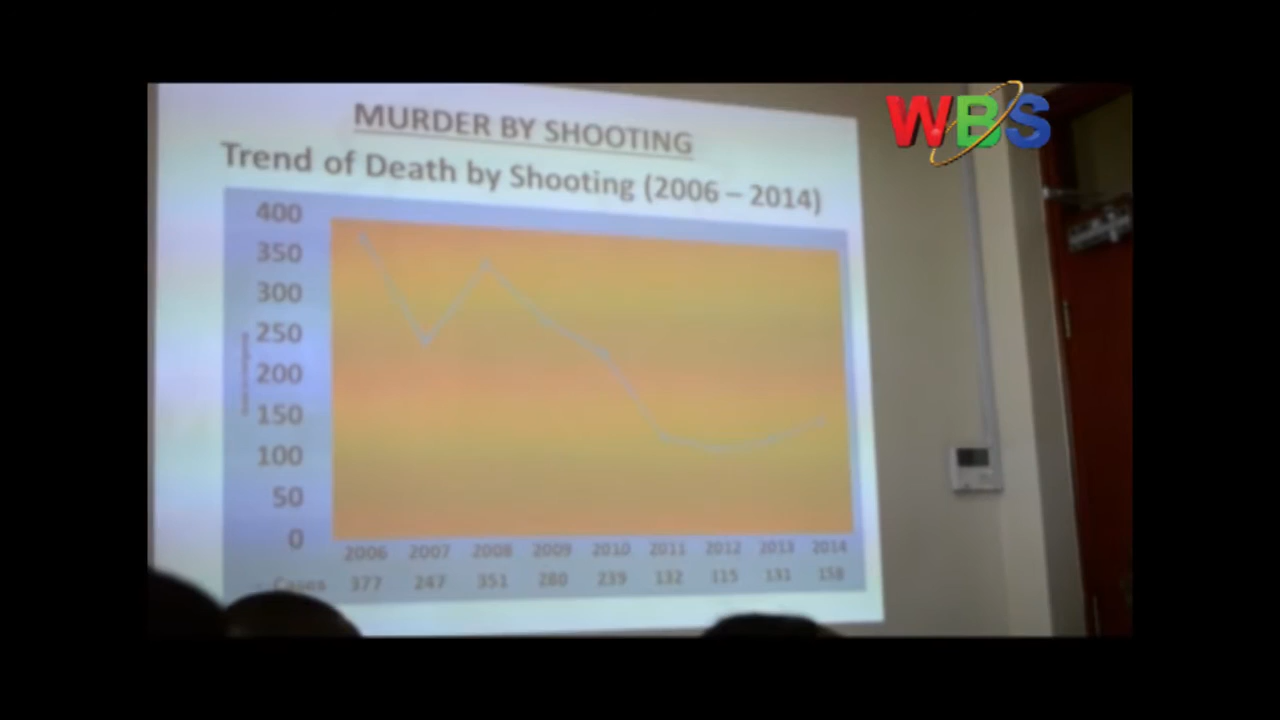 WBS
MURDER BY SHOOTING
Trend of Death by Shooting (2006 – 2014)
400
350
300
250
200
150
100
50
0
2006 2007 2008 2009 2010 2011 2012 2013 2014
Cases 377 247 351 280 239 132 115 131 158